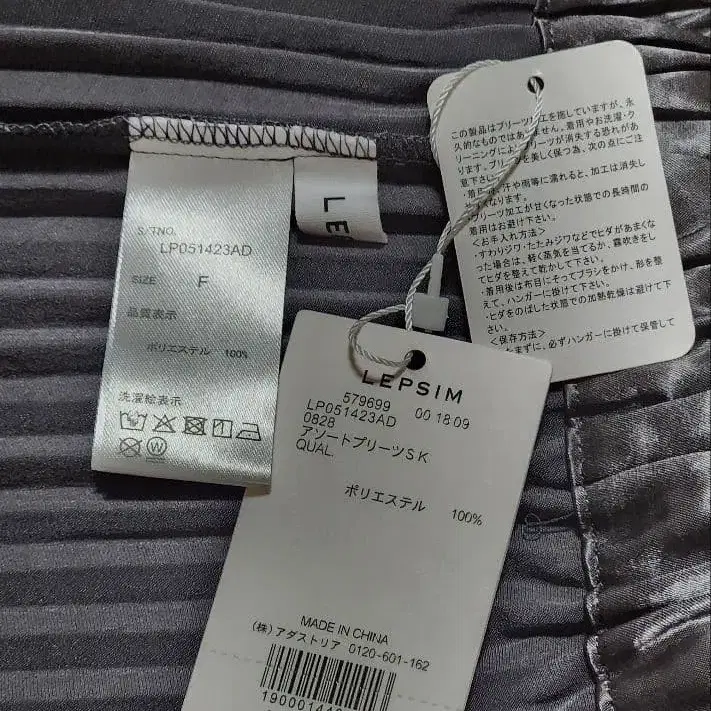 S/TNO.
LP051423AD
SIZE F
品質表示
ポリエステル 100%
洗濯絵表示
W
LEPSIM
579699 00 18 09
LP051423AD
0828
アソートプリーツSK
QUAL.
ポリエステル 100%
MADE IN CHINA
(株)アダストリア 0120-601-162
この製品はプリーツ加工を施していますが、永
久的なものではありません。着用やお洗濯・ク
リーニングによりプリーツが消失する恐れがあ
ります。プリーツを美しく保つ為、次の点にご注
意下さい。
汗や雨等に濡れると、加工は消失し
なります。
プリーツ加工が甘くなった状態での長時間の
着用はお避け下さい。
<お手入れ方法>
・すわりジワ・たたみジワなどでヒダがあまくな
った場合は、軽く蒸気を当てるか、霧吹きをし
てヒダを整えて乾かして下さい。
・着用後は布目にそってブラシをかけ、形を整
えて、ハンガーに掛けて下さい。
・ヒダをのばした状態での加熱乾燥は避けて下
さい。
<保存方法>
たたまずに、必ずハンガーに掛けて保管して